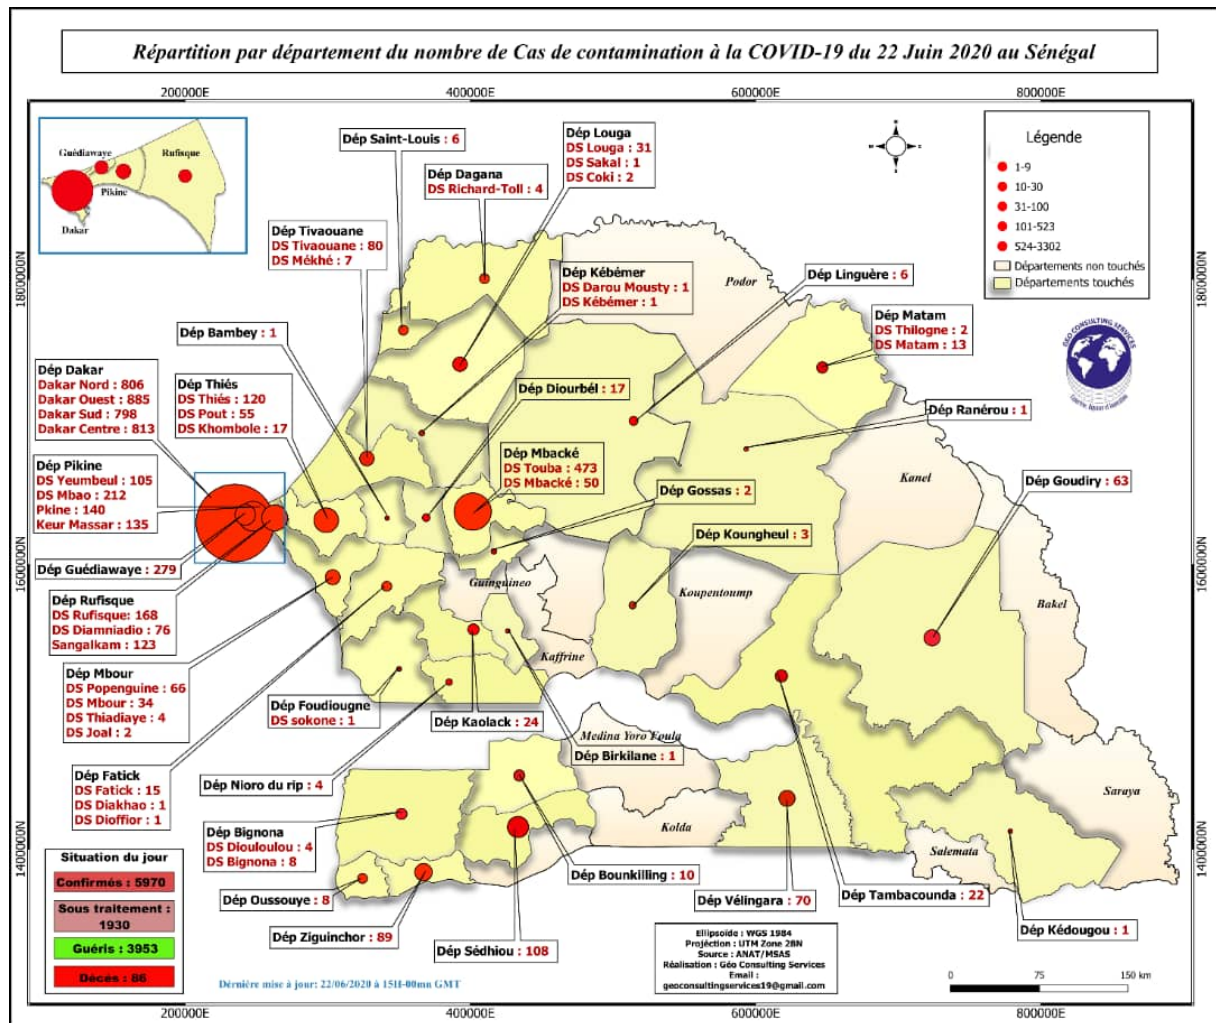 Répartition par département du nombre de Cas de contamination à la COVID-19 du 22 Juin 2020 au Sénégal
200000E
400000E
600000E
800000E
Guédiawaye
Rufisque
Pikine
Dakar
Dép Saint-Louis : 6
Dép Dagana
DS Richard-Toll : 4
Dép Louga
DS Louga : 31
DS Sakal : 1
DS Coki : 2
Légende
1-9
10-30
31-100
101-523
524-3302
Départements non touchés
Départements touchés
Dép Tivaouane
DS Tivaouane : 80
DS Mékhé : 7
Dép Kébémer
DS Darou Mousty : 1
DS Kébémer : 1
Podor
Dép Linguère : 6
Dép Matam
DS Thilogne : 2
DS Matam : 13
GÉO CONSULTING SERVICES
1800000N
1800000N
Dép Bambey : 1
Dép Dakar
Dakar Nord : 806
Dakar Ouest : 885
Dakar Sud : 798
Dakar Centre : 813
Dép Thiés
DS Thiés : 120
DS Pout : 55
DS Khombole : 17
Dép Diourbél : 17
Dép Ranérou : 1
Dép Pikine
DS Yeumbeul : 105
DS Mbao : 212
Pkine : 140
Keur Massar : 135
Dép Mbacké
DS Touba : 473
DS Mbacké : 50
Dép Gossas : 2
Kanel
Dép Goudiry : 63
Dép Koungheul : 3
Dép Guédiawaye : 279
1600000N
1600000N
Guinguineo
Koupentoump
Bakel
Dép Rufisque
DS Rufisque: 168
DS Diamniadio : 76
Sangalkam : 123
Kaffrine
Dép Mbour
DS Popenguine : 66
DS Mbour : 34
DS Thiadiaye : 4
DS Joal : 2
Dép Foudiougne
DS sokone : 1
Dép Kaolack : 24
Medina Yoro Foula
Dép Birkilane : 1
Dép Fatick
DS Fatick : 15
DS Diakhao : 1
DS Dioffior : 1
Dép Nioro du rip : 4
Saraya
Dép Bignona
DS Diouloulou : 4
DS Bignona : 8
Kolda
Salemata
1400000N
1400000N
Situation du jour
Confirmés : 5970
Sous traitement :
1930
Guéris : 3953
Décés : 86
Dép Oussouye : 8
Dép Bounkilling : 10
Dép Vélingara : 70
Dép Tambacounda : 22
Dép Ziguinchor : 89
Dép Sédhiou : 108
Dép Kédougou : 1
Ellipsoïde : WGS 1984
Projéction : UTM Zone 28N
Source : ANAT/MSAS
Réalisation : Géo Consulting Services
Email :
geoconsultingservices19@gmail.com
0 75 150 km
Dérnière mise à jour: 22/06/2020 à 15H-00mn GMT
200000E
400000E
600000E
800000E